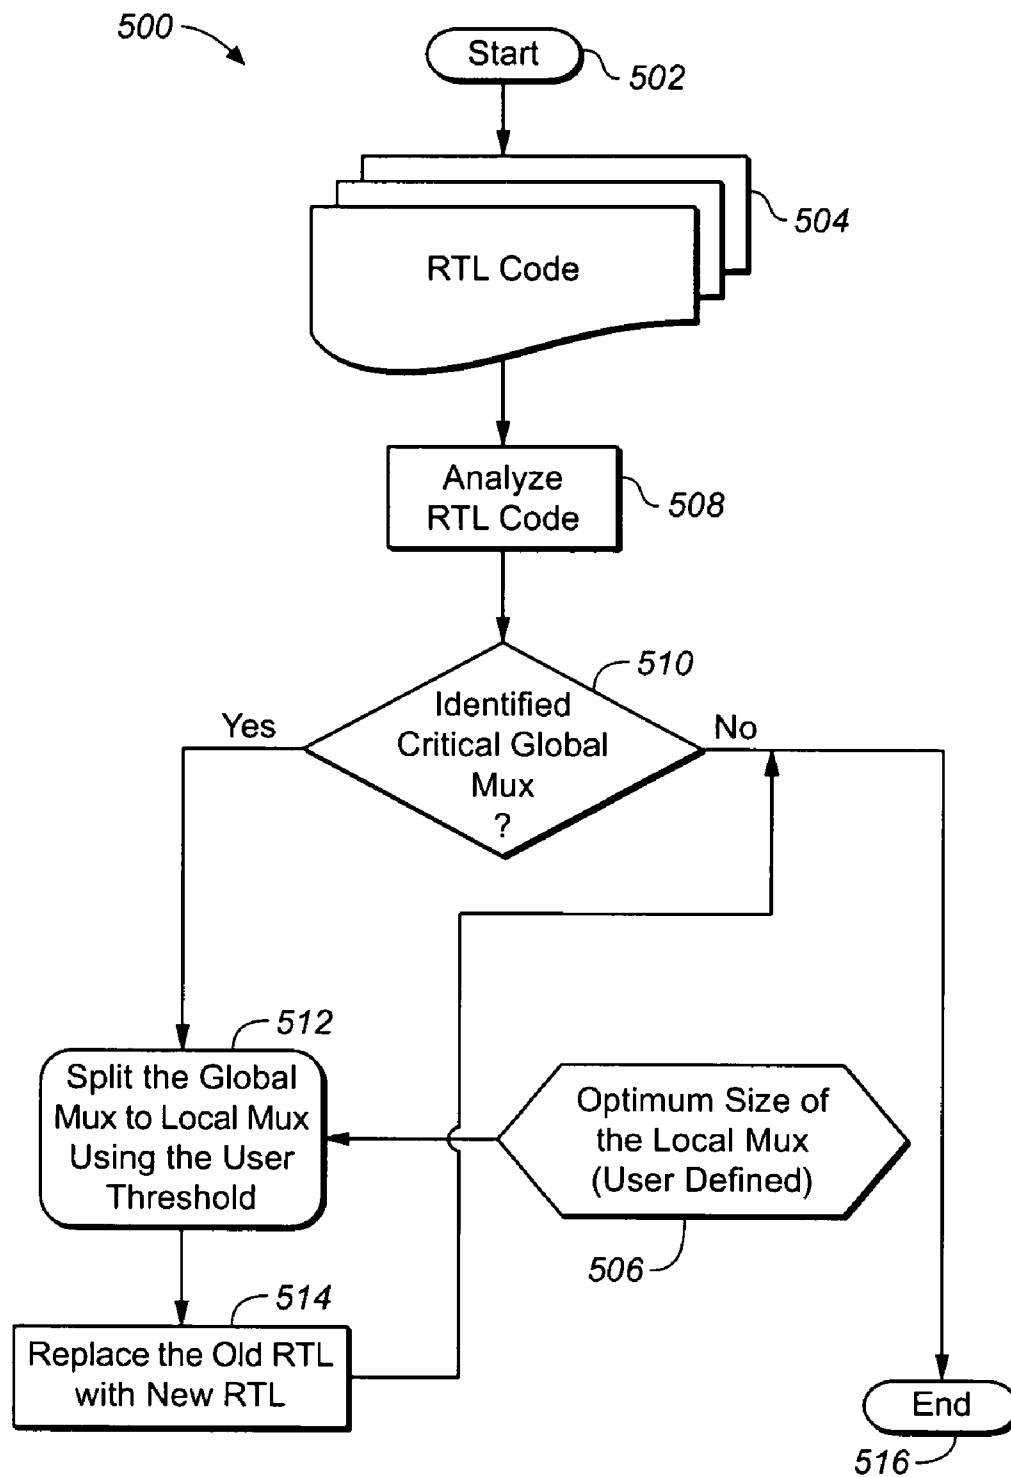 500
Start
502
504
RTL Code
Analyze
RTL Code
508
510
Identified
Critical Global
Mux
?
Yes
No
512
Split the Global
Mux to Local Mux
Using the User
Threshold
Optimum Size of
the Local Mux
(User Defined)
506
514
Replace the Old RTL
with New RTL
End
516